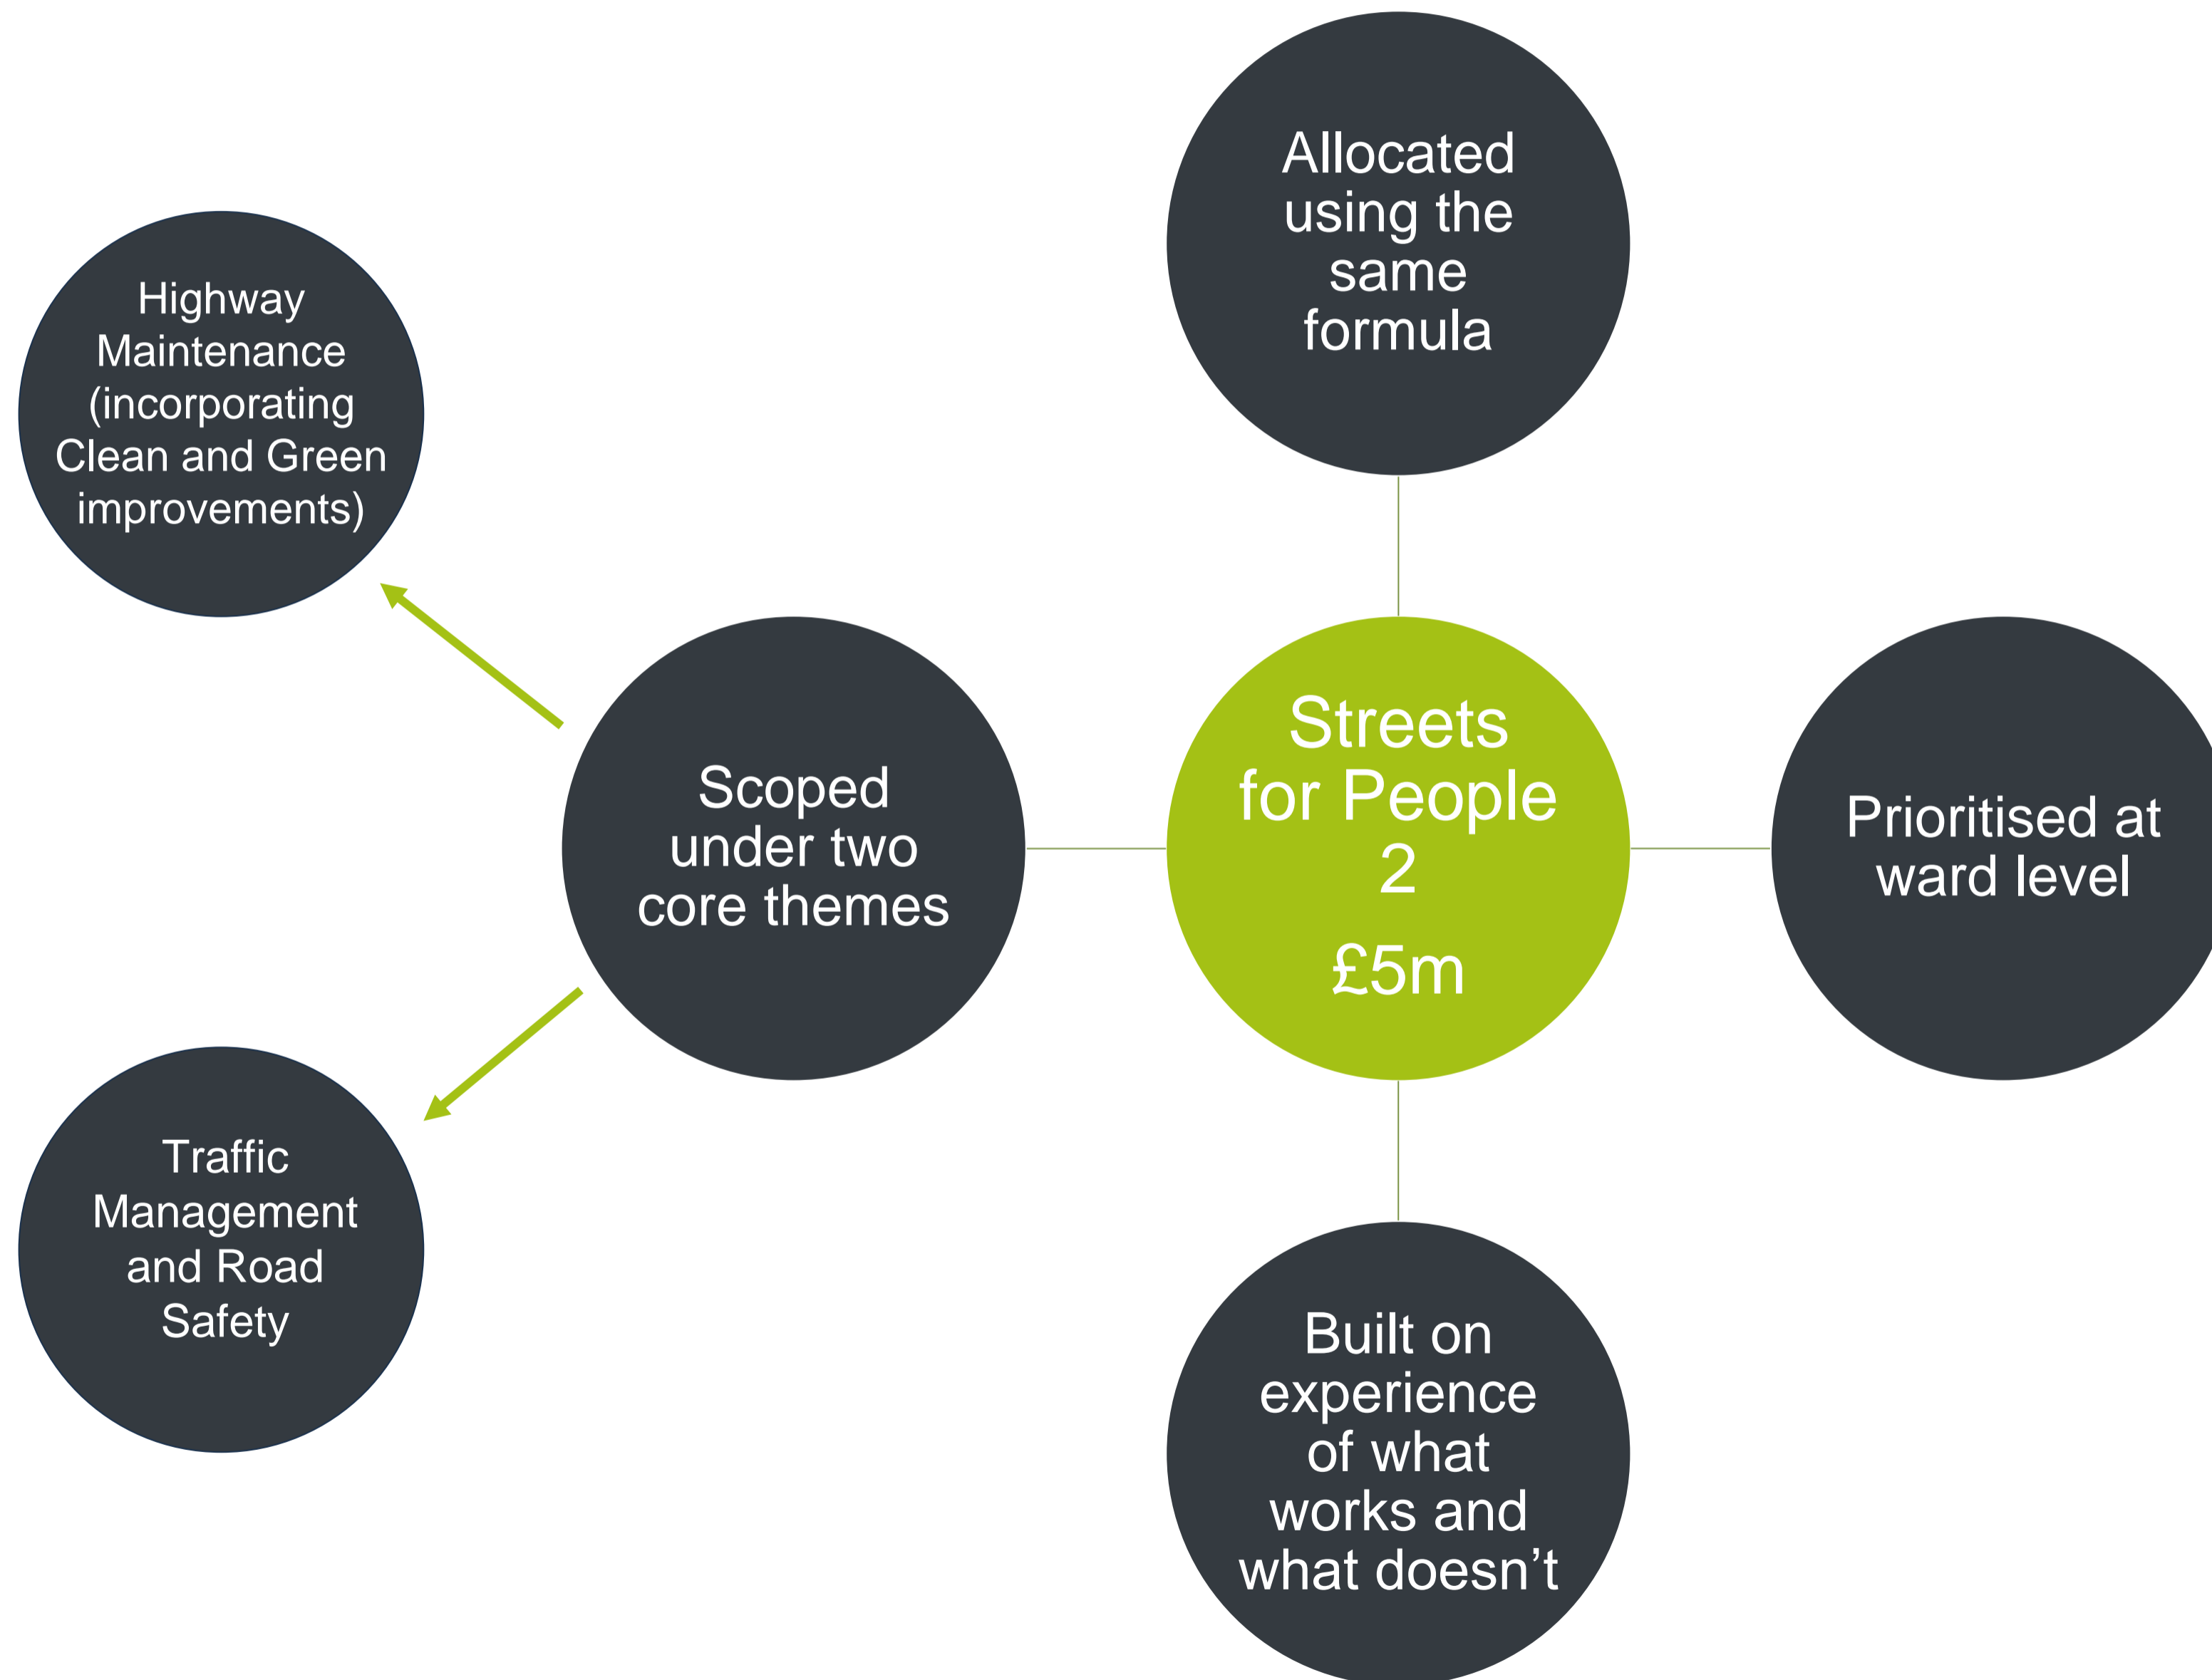 Allocated
using the
same
formula
Highway
Maintenance
(incorporating
Clean and Green
improvements)
Streets
for People
2
£5m
Scoped
under two
core themes
Prioritised at
ward level
Traffic
Management
and Road
Safety
Built on
experience
of what
works and
what doesn’t